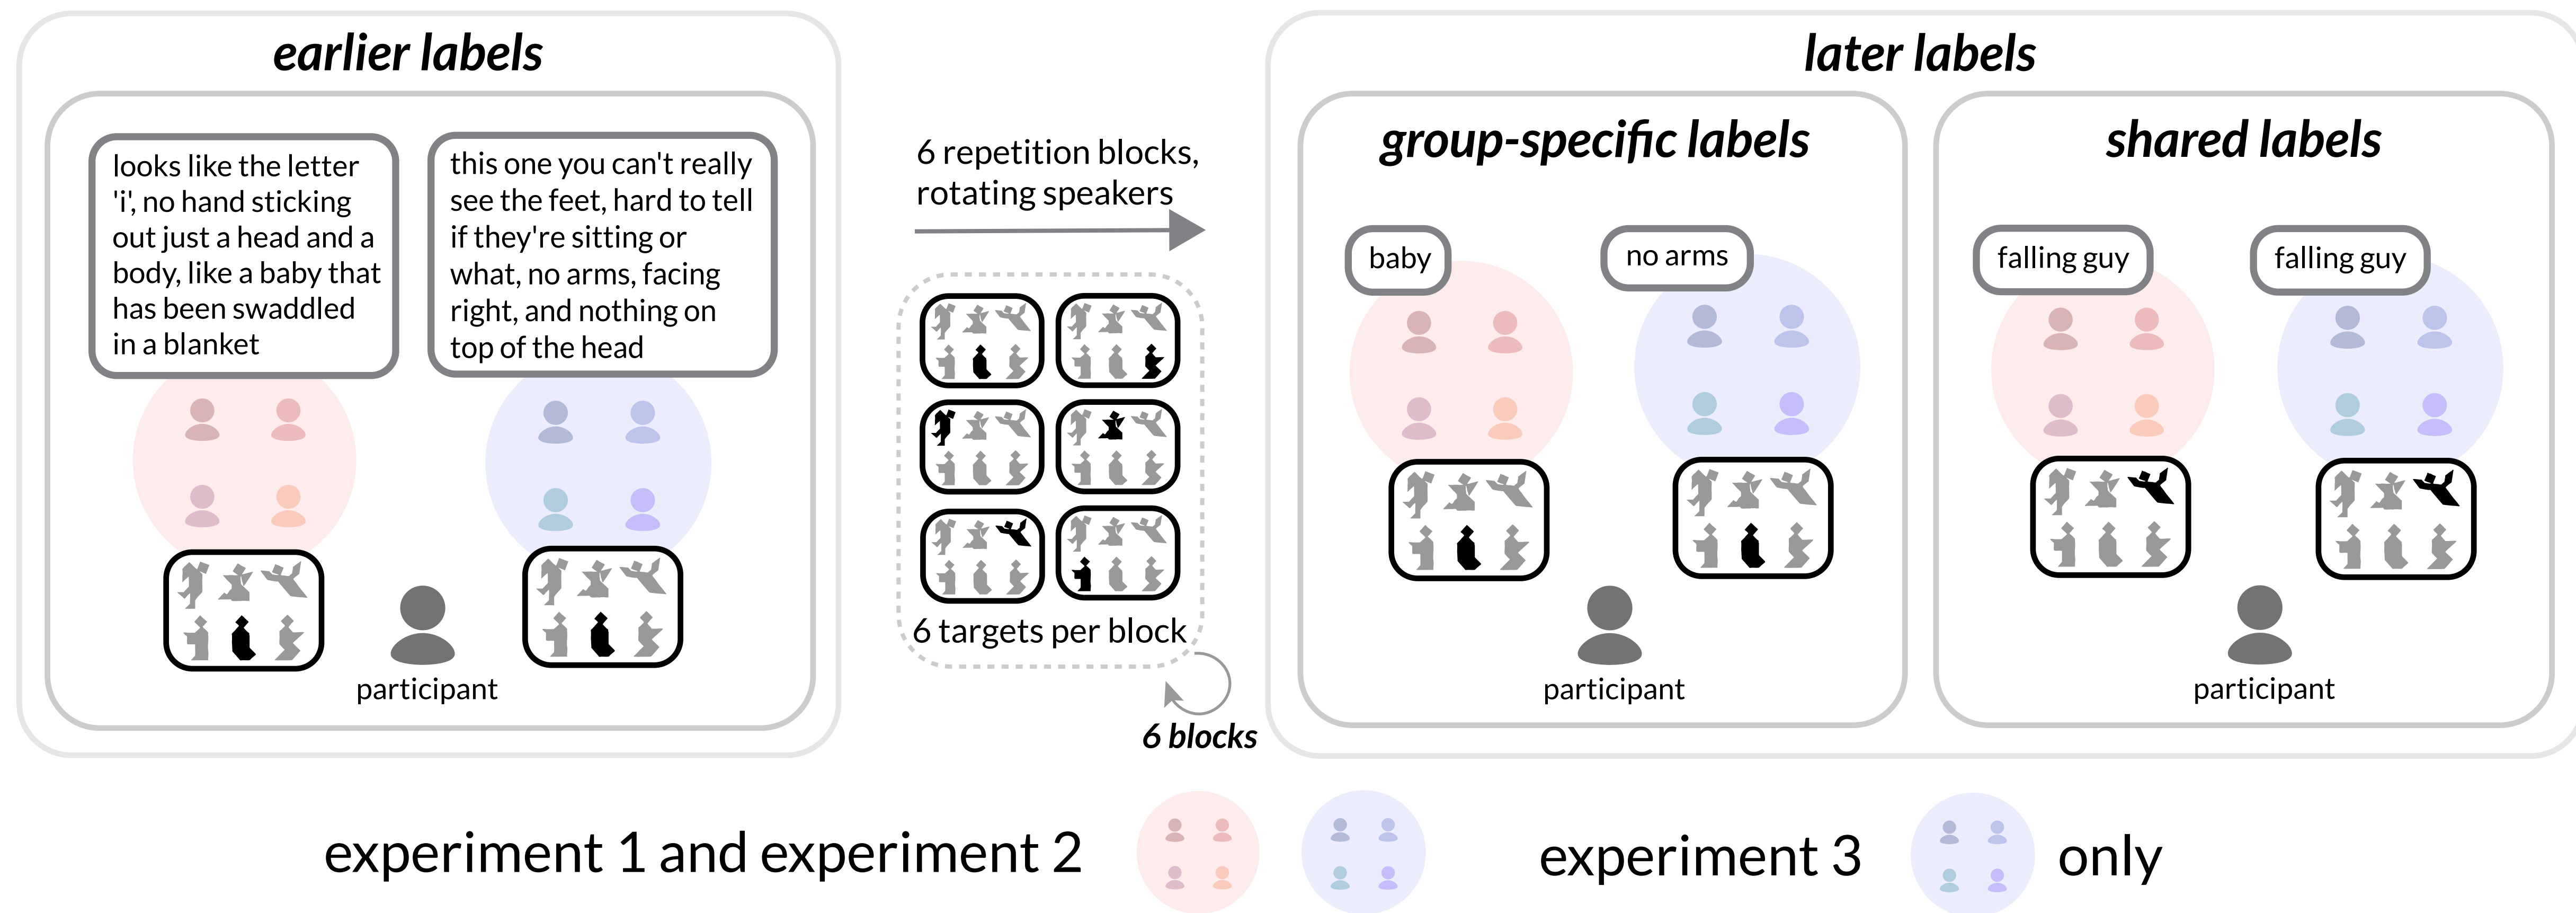 earlier labels
looks like the letter
'i', no hand sticking
out just a head and a
body, like a baby that
has been swaddled
in a blanket
this one you can't really
see the feet, hard to tell
if they're sitting or
what, no arms, facing
right, and nothing on
top of the head
participant
6 repetition blocks,
rotating speakers
6 targets per block
6 blocks
later labels
group-specific labels
baby
no arms
participant
shared labels
falling guy
falling guy
participant
experiment 1 and experiment 2
experiment 3
only